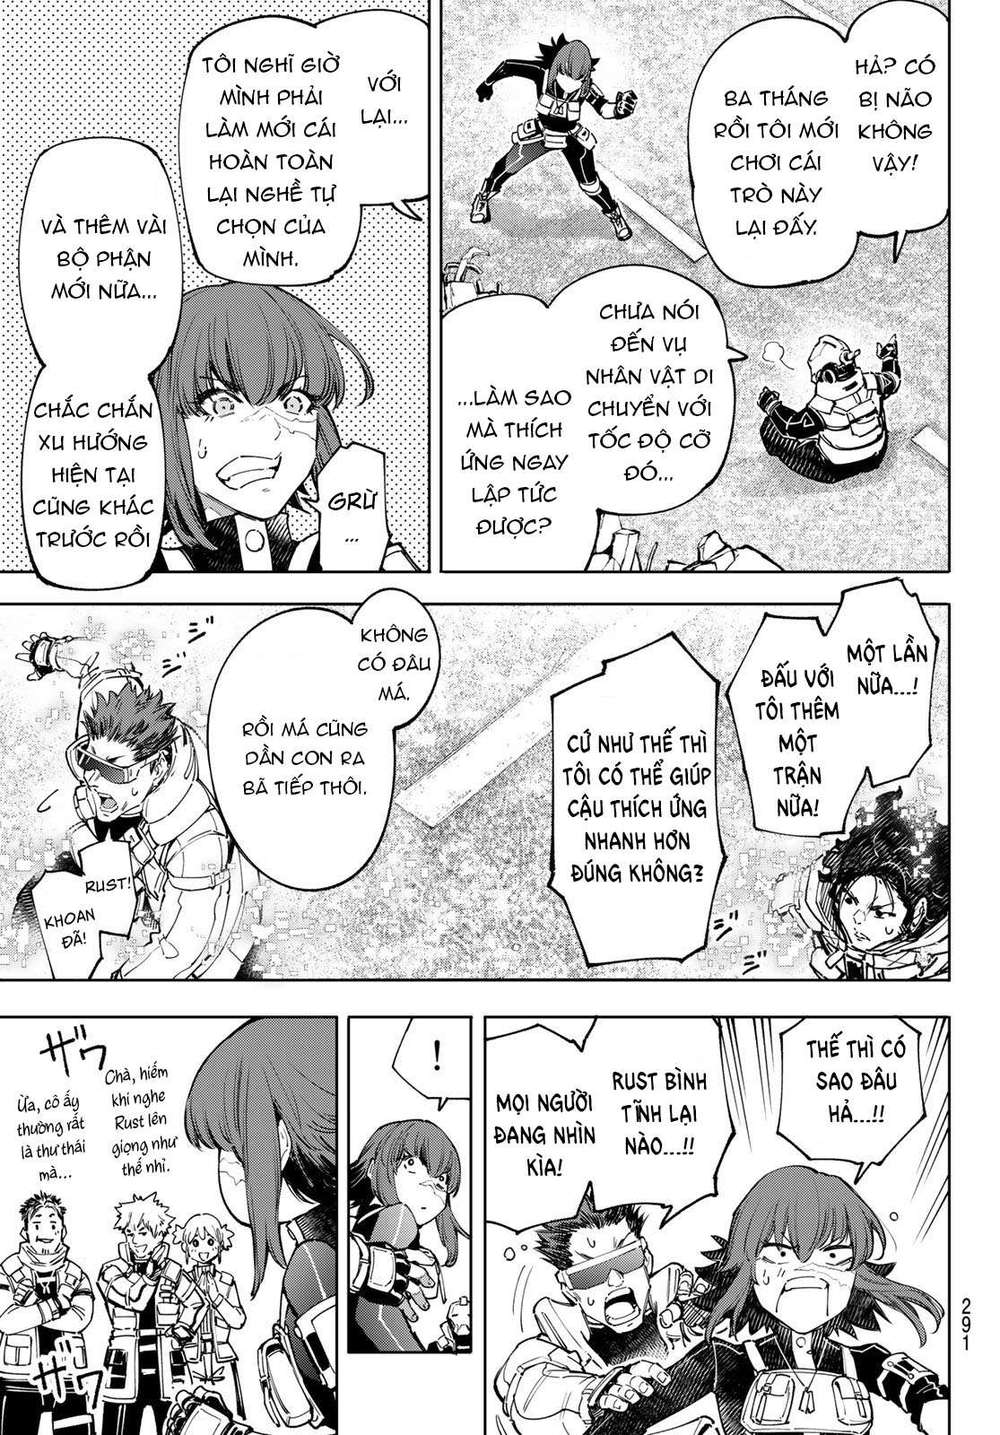 HẢ? CÓ
BỊ NÃO
KHÔNG
VẬY!
BA THÁNG
RỒI TÔI MỚI
CHƠI CÁI
TRÒ NÀY
LẠI ĐẤY.
CHƯA NÓI
ĐẾN VỤ
NHÂN VẬT DI
CHUYỂN VỚI
TỐC ĐỘ CỠ
ĐÓ...
...LÀM SAO
MÀ THÍCH
ỨNG NGAY
LẬP TỨC
ĐƯỢC?
VỚI
LẠI...
TÔI NGHĨ GIỜ
MÌNH PHẢI
LÀM MỚI CÁI
HOÀN TOÀN
LẠI NGHỀ TỰ
CHỌN CỦA
MÌNH.
VÀ THÊM VÀI
BỘ PHẬN
MỚI NỮA...
CHẮC CHẮN
XU HƯỚNG
HIỆN TẠI
CŨNG KHÁC
TRƯỚC RỒI
GRỪ
...
MỘT LẦN
NỮA...!
ĐẤU VỚI
TÔI THÊM
MỘT
TRẬN
NỮA!
CỨ NHƯ THẾ THÌ
TÔI CÓ THỂ GIÚP
CẬU THÍCH ỨNG
NHANH HƠN
ĐÚNG KHÔNG?
KHÔNG
CÓ ĐÂU
MÁ.
RỒI MÁ CŨNG
DẦN CON RA
BÃ TIẾP THÔI.
RUST!
KHOAN
ĐÃ!
THẾ THÌ CÓ
SAO ĐÂU
HẢ...!!
RUST BÌNH
TĨNH LẠI
NÀO...!!
MỌI NGƯỜI
ĐANG NHÌN
KÌA!
!
ザワ
Chà, hiếm
khi nghe
Rust lên
giọng như
thế nhỉ.
Ừa, cô ấy
thường rất
là thư thái
mà...
291